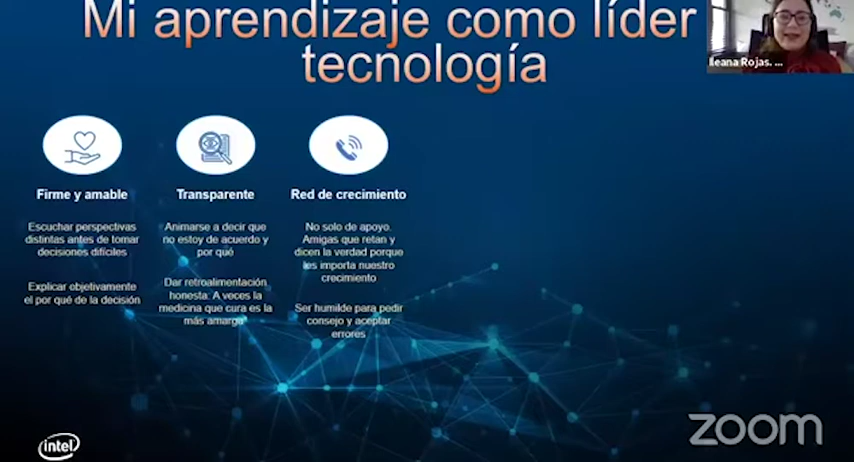 Mi aprendizaje como líder
tecnología
Ileana Rojas. ...
Firme y amable
Escuchar perspectivas
distintas antes de tomar
decisiones difíciles
Explicar objetivamente
el por qué de la decisión
Transparente
Animarse a decir que
no estoy de acuerdo y
por qué
Dar retroalimentación
honesta: A veces la
medicina que cura es la
más amarga
Red de crecimiento
No solo de apoyo.
Amigas que retan y
dicen la verdad porque
les importa nuestro
crecimiento
Ser humilde para pedir
consejo y aceptar
errores
intel
zoom